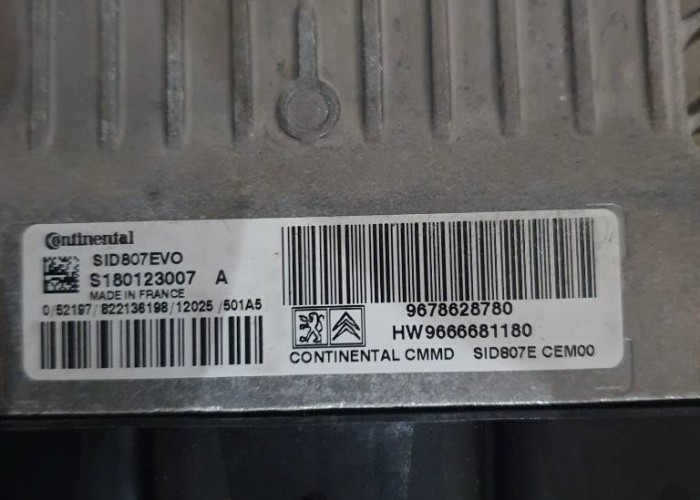 Continental
SID807EVO
S180123007 A
MADE IN FRANCE
0/52197/822136198/12025/501A5
9678628780
HW9666681180
CONTINENTAL CMMD SID807E CEM00